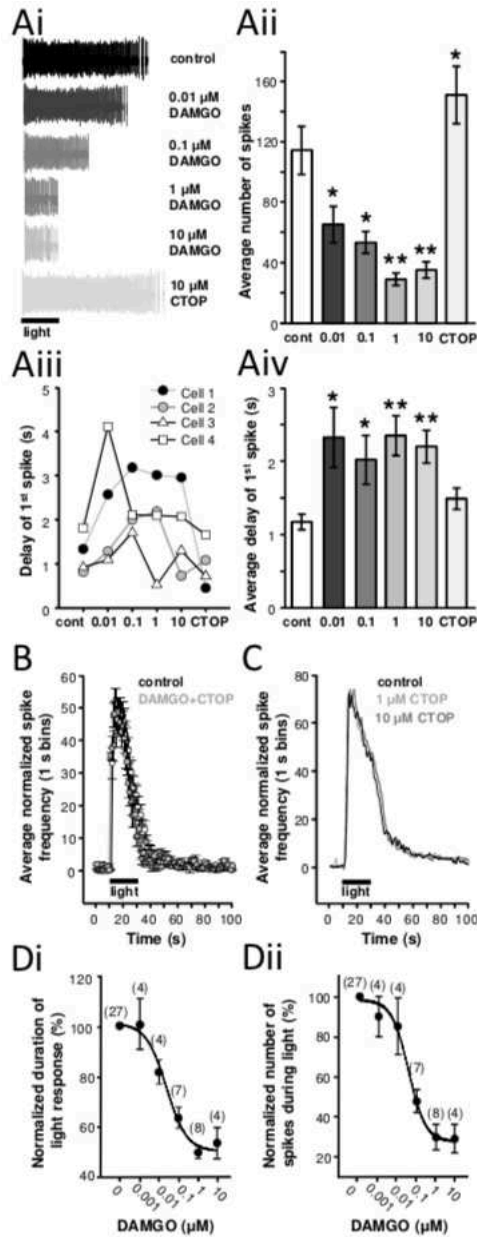 Ai
control
0.01 µM
DAMGO
0.1 µM
DAMGO
1 µM
DAMGO
10 µM
DAMGO
10 µM
CTOP
light
Aii
Average number of spikes
160
120
80
40
0
* * ** ** *
cont 0.01 0.1 1 10 CTOP
Aiii
Delay of 1st spike (s)
5
4
3
2
1
0
Cell 1
Cell 2
Cell 3
Cell 4
cont 0.01 0.1 1 10 CTOP
Aiv
Average delay of 1st spike (s)
3
2
1
0
* * ** **
cont 0.01 0.1 1 10 CTOP
B
control
DAMGO+CTOP
Average normalized spike
frequency (1 s bins)
60
50
40
30
20
10
0
light
0 20 40 60 80 100
Time (s)
C
control
1 µM CTOP
10 µM CTOP
Average normalized spike
frequency (1 s bins)
80
60
40
20
0
light
0 20 40 60 80 100
Time (s)
Di
Normalized duration of
light response (%)
120
100
80
60
40
(27)
(4)
(4)
(7)
(8)
(4)
0 0.001 0.01 0.1 1 10
DAMGO (µM)
Dii
Normalized number of
spikes during light (%)
100
80
60
40
20
(27)
(4)
(4)
(7)
(8)
(4)
0 0.001 0.01 0.1 1 10
DAMGO (µM)